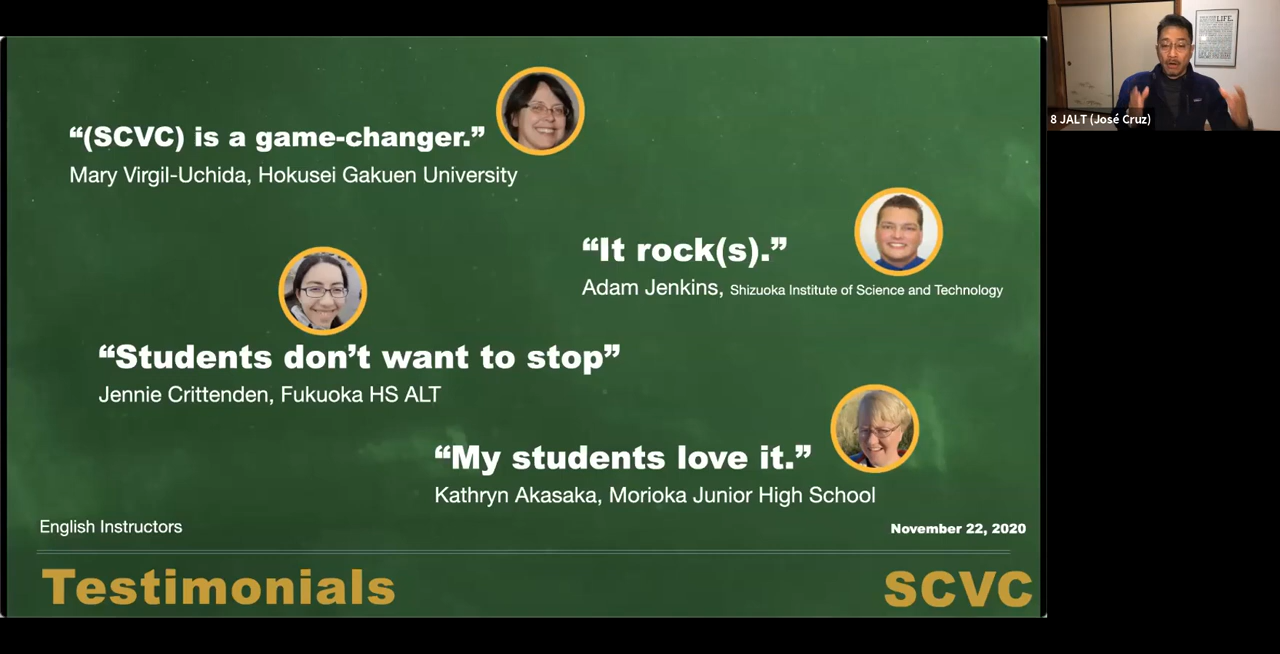 “(SCVC) is a game-changer.”
Mary Virgil-Uchida, Hokusei Gakuen University
“It rock(s).”
Adam Jenkins, Shizuoka Institute of Science and Technology
“Students don’t want to stop”
Jennie Crittenden, Fukuoka HS ALT
“My students love it.”
Kathryn Akasaka, Morioka Junior High School
English Instructors
November 22, 2020
Testimonials
SCVC
LIFE.
8 JALT (José Cruz)